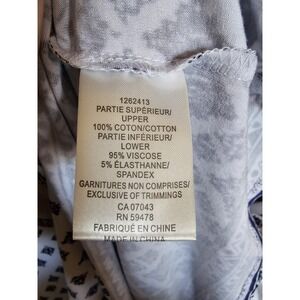 1262413
PARTIE SUPÉRIEUR/
UPPER
100% COTON/COTTON
PARTIE INFÉRIEUR/
LOWER
95% VISCOSE
5% ÉLASTHANNE/
SPANDEX
GARNITURES NON COMPRISES/
EXCLUSIVE OF TRIMMINGS
CA 07043
RN 59478
FABRIQUÉ EN CHINE
MADE IN CHINA